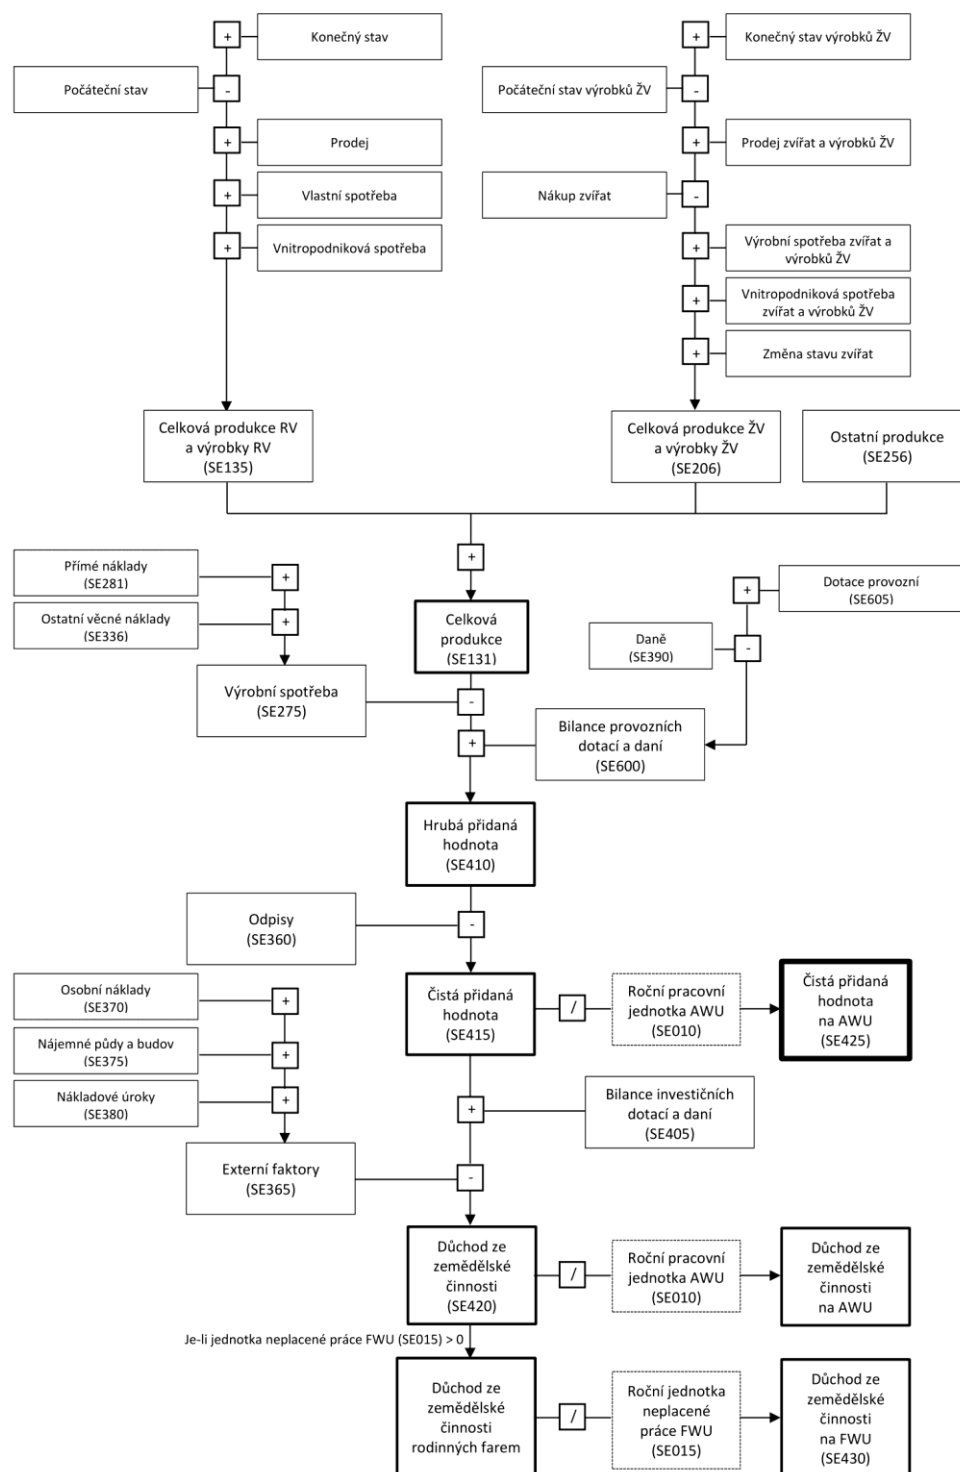 +
Konečný stav
Počáteční stav
-
+
Prodej
+
Vlastní spotřeba
+
Vnitropodniková spotřeba
+
Konečný stav výrobků ŽV
Počáteční stav výrobků ŽV
-
+
Prodej zvířat a výrobků ŽV
Nákup zvířat
-
+
Výrobní spotřeba zvířat a
výrobků ŽV
+
Vnitropodniková spotřeba
zvířat a výrobků ŽV
+
Změna stavu zvířat
Celková produkce RV
a výrobky RV
(SE135)
Celková produkce ŽV
a výrobky ŽV
(SE206)
Ostatní produkce
(SE256)
+
Přímé náklady
(SE281)
+
Ostatní věcné náklady
(SE336)
+
Výrobní spotřeba
(SE275)
Celková
produkce
(SE131)
-
+
Dotace provozní
(SE605)
+
Daně
(SE390)
-
Bilance provozních
dotací a daní
(SE600)
Hrubá přidaná
hodnota
(SE410)
Odpisy
(SE360)
-
Osobní náklady
(SE370)
+
Nájemné půdy a budov
(SE375)
+
Nákladové úroky
(SE380)
+
Externí faktory
(SE365)
Čistá přidaná
hodnota
(SE415)
/
Roční pracovní
jednotka AWU
(SE010)
Čistá přidaná
hodnota
na AWU
(SE425)
+
Bilance investičních
dotací a daní
(SE405)
-
Důchod ze
zemědělské
činnosti
(SE420)
/
Roční pracovní
jednotka AWU
(SE010)
Důchod ze
zemědělské
činnosti
na AWU
Je-li jednotka neplacené práce FWU (SE015) > 0
Důchod ze
zemědělské
činnosti
rodinných farem
/
Roční jednotka
neplacené
práce FWU
(SE015)
Důchod ze
zemědělské
činnosti
na FWU
(SE430)